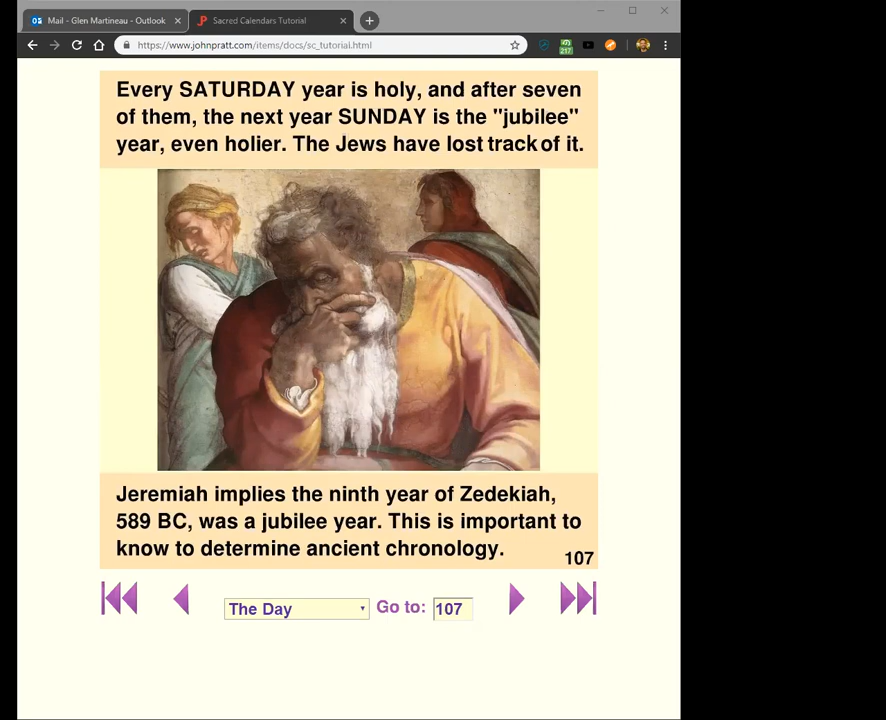 Mail - Glen Martineau - Outlook
Sacred Calendars Tutorial
https://www.johnpratt.com/items/docs/sc_tutorial.html
217
Every SATURDAY year is holy, and after seven
of them, the next year SUNDAY is the "jubilee"
year, even holier. The Jews have lost track of it.
Jeremiah implies the ninth year of Zedekiah,
589 BC, was a jubilee year. This is important to
know to determine ancient chronology.
107
The Day
Go to:
107